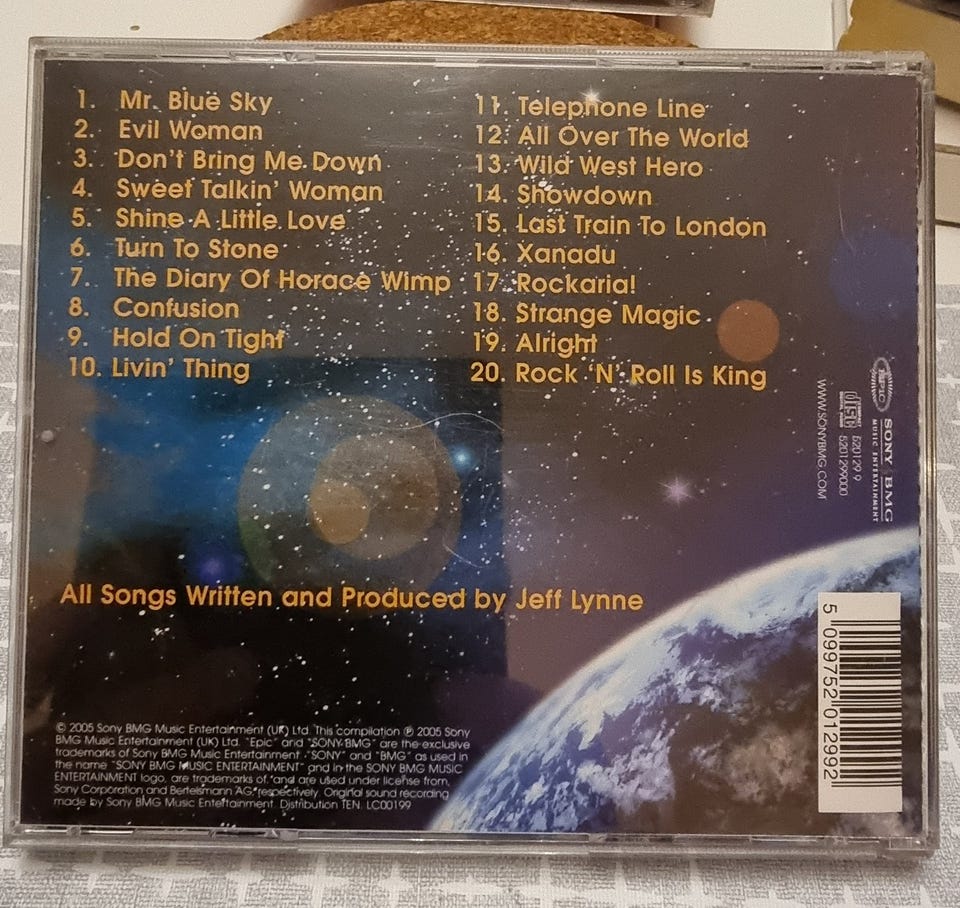 1. Mr. Blue Sky
2. Evil Woman
3. Don't Bring Me Down
4. Sweet Talkin' Woman
5. Shine A Little Love
6. Turn To Stone
7. The Diary Of Horace Wimp
8. Confusion
9. Hold On Tight
10. Livin' Thing
11. Telephone Line
12. All Over The World
13. Wild West Hero
14. Showdown
15. Last Train To London
16. Xanadu
17. Rockaria!
18. Strange Magic
19. Alright
20. Rock 'N' Roll Is King
All Songs Written and Produced by Jeff Lynne
© 2005 Sony BMG Music Entertainment (UK) Ltd. This compilation ℗ 2005 Sony
BMG Music Entertainment (UK) Ltd. "Epic" and "SONY BMG" are the exclusive
trademarks of Sony BMG Music Entertainment. "SONY" and "BMG" as used in
the name "SONY BMG MUSIC ENTERTAINMENT" and in the SONY BMG MUSIC
ENTERTAINMENT logo, are trademarks of, and are used under license from,
Sony Corporation and Bertelsmann AG, respectively. Original sound recording
made by Sony BMG Music Entertainment. Distribution TEN. LC00199
EPIC
SONY BMG
MUSIC ENTERTAINMENT
COMPACT
disc
DIGITAL AUDIO
520129 9
5201299000
WWW.SONYBMG.COM
5 099752 012992